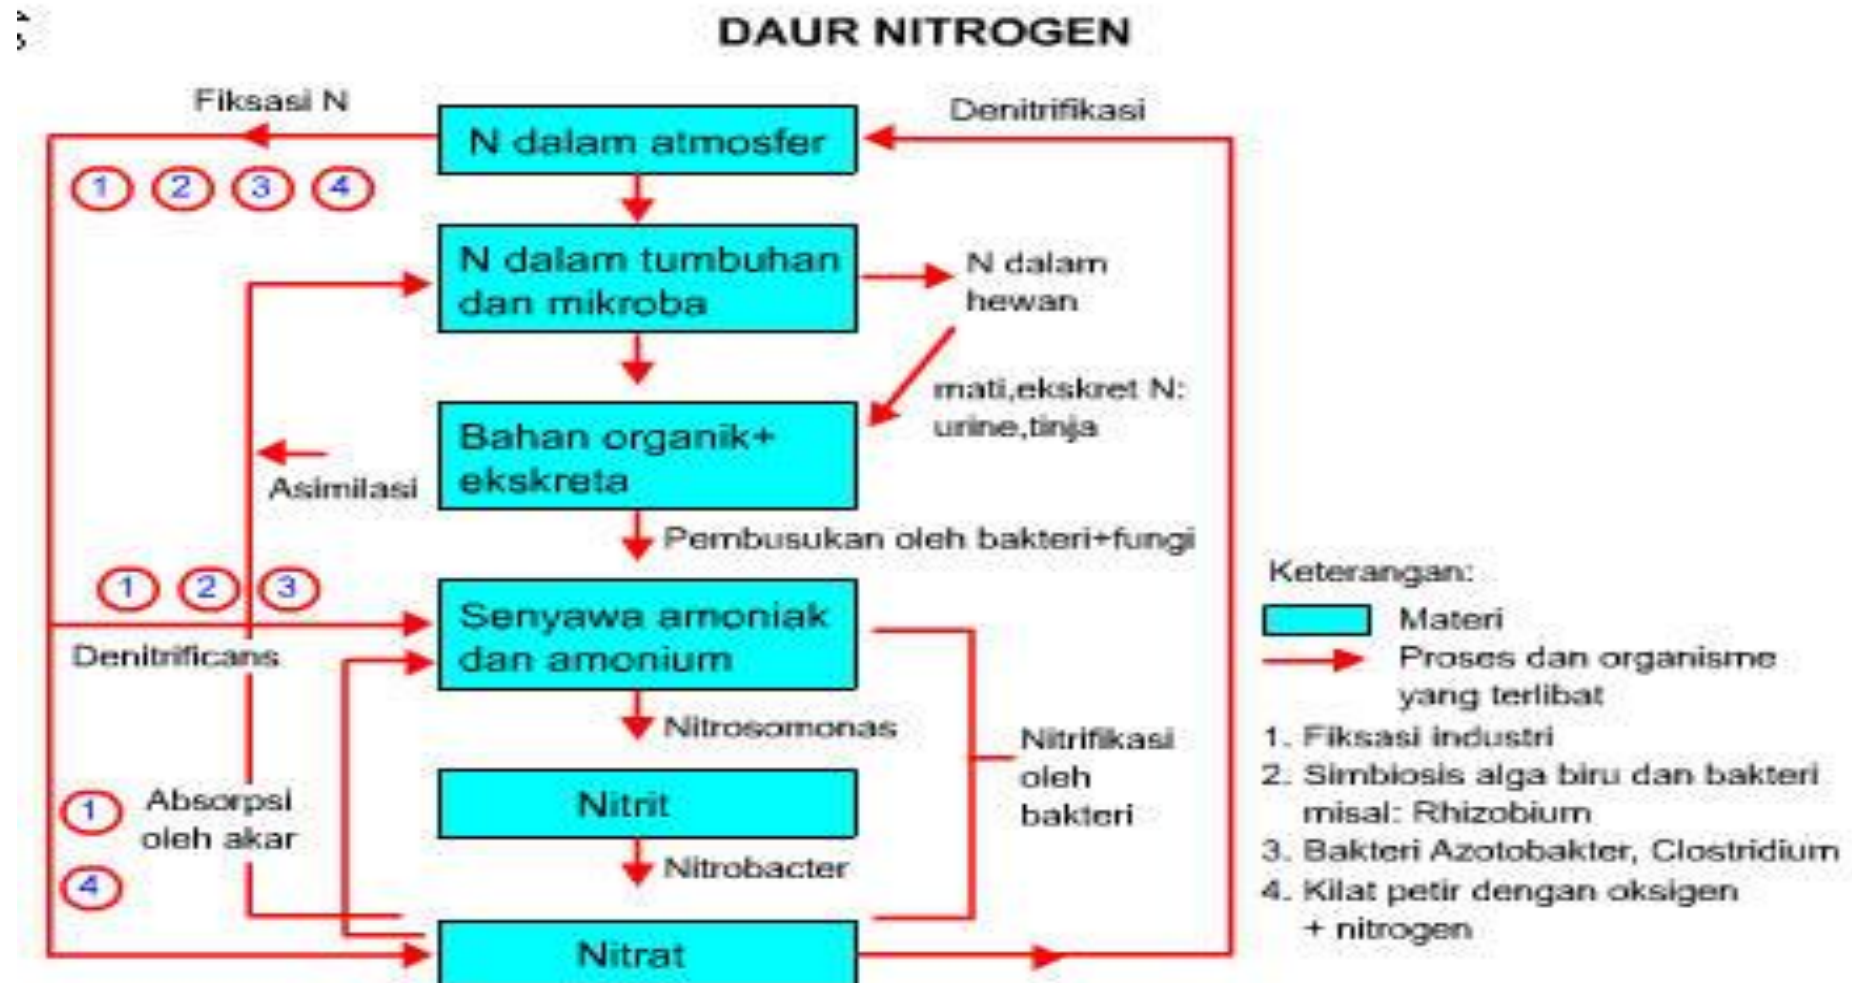 DAUR NITROGEN
Fiksasi N
Denitrifikasi
N dalam atmosfer
1 2 3 4
N dalam tumbuhan
dan mikroba
N dalam
hewan
mati,ekskret N:
urine,tinja
Bahan organik+
ekskreta
Asimilasi
Pembusukan oleh bakteri+fungi
1 2 3
Senyawa amoniak
dan amonium
Denitrificans
Nitrosomonas
Nitrifikasi
oleh
bakteri
1
Absorpsi
oleh akar
Nitrit
4
Nitrobacter
Nitrat
Keterangan:
Materi
Proses dan organisme
yang terlibat
1. Fiksasi industri
2. Simbiosis alga biru dan bakteri
misal: Rhizobium
3. Bakteri Azotobakter, Clostridium
4. Kilat petir dengan oksigen
+ nitrogen